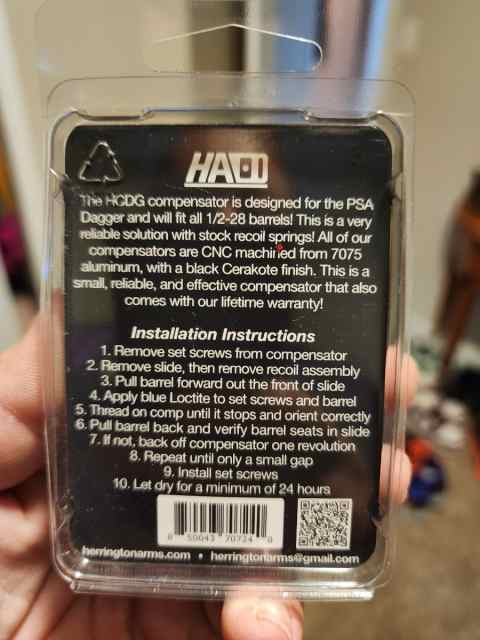 The HCDG compensator is designed for the PSA
Dagger and will fit all 1/2-28 barrels! This is a very
reliable solution with stock recoil springs! All of our
compensators are CNC machined from 7075
aluminum, with a black Cerakote finish. This is a
small, reliable, and effective compensator that also
comes with our lifetime warranty!
Installation Instructions
1. Remove set screws from compensator
2. Remove slide, then remove recoil assembly
3. Pull barrel forward out the front of slide
4. Apply blue Loctite to set screws and barrel
5. Thread on comp until it stops and orient correctly
6. Pull barrel back and verify barrel seats in slide
7. If not, back off compensator one revolution
8. Repeat until only a small gap
9. Install set screws
10. Let dry for a minimum of 24 hours
8 50043 70724 0
herringtonarms.com • herringtonarms@gmail.com